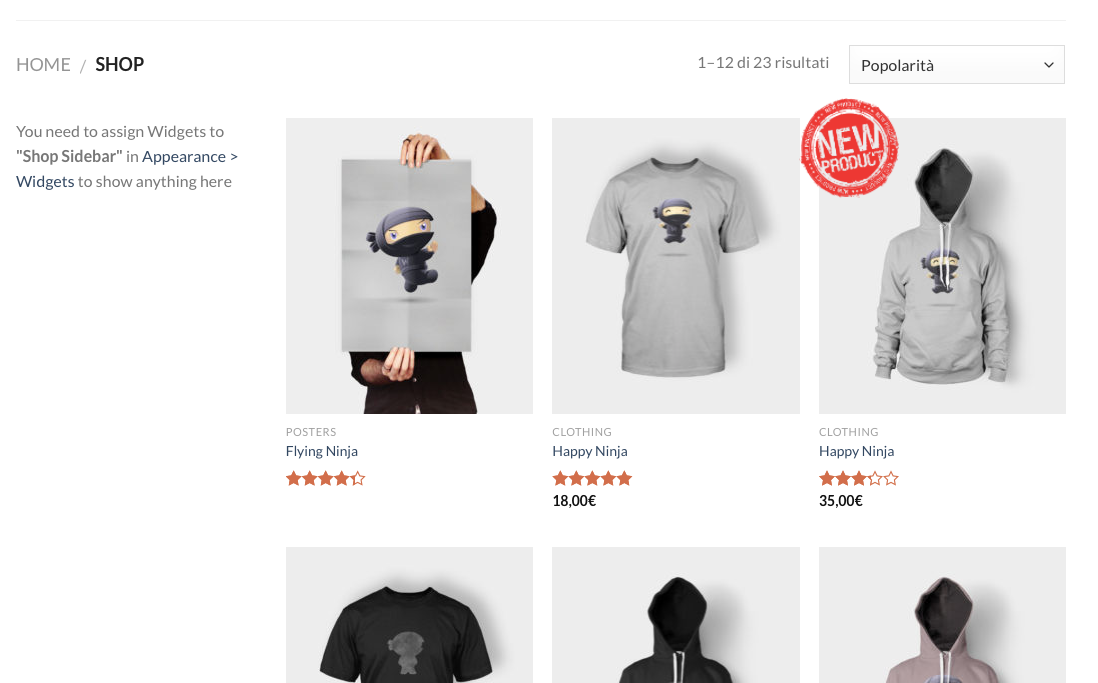 HOME / SHOP
1–12 di 23 risultati
Popolarità
You need to assign Widgets to
"Shop Sidebar" in Appearance >
Widgets to show anything here
NEW PRODUCT
NEW
PRODUCT
POSTERS
Flying Ninja
CLOTHING
Happy Ninja
18,00€
CLOTHING
Happy Ninja
35,00€